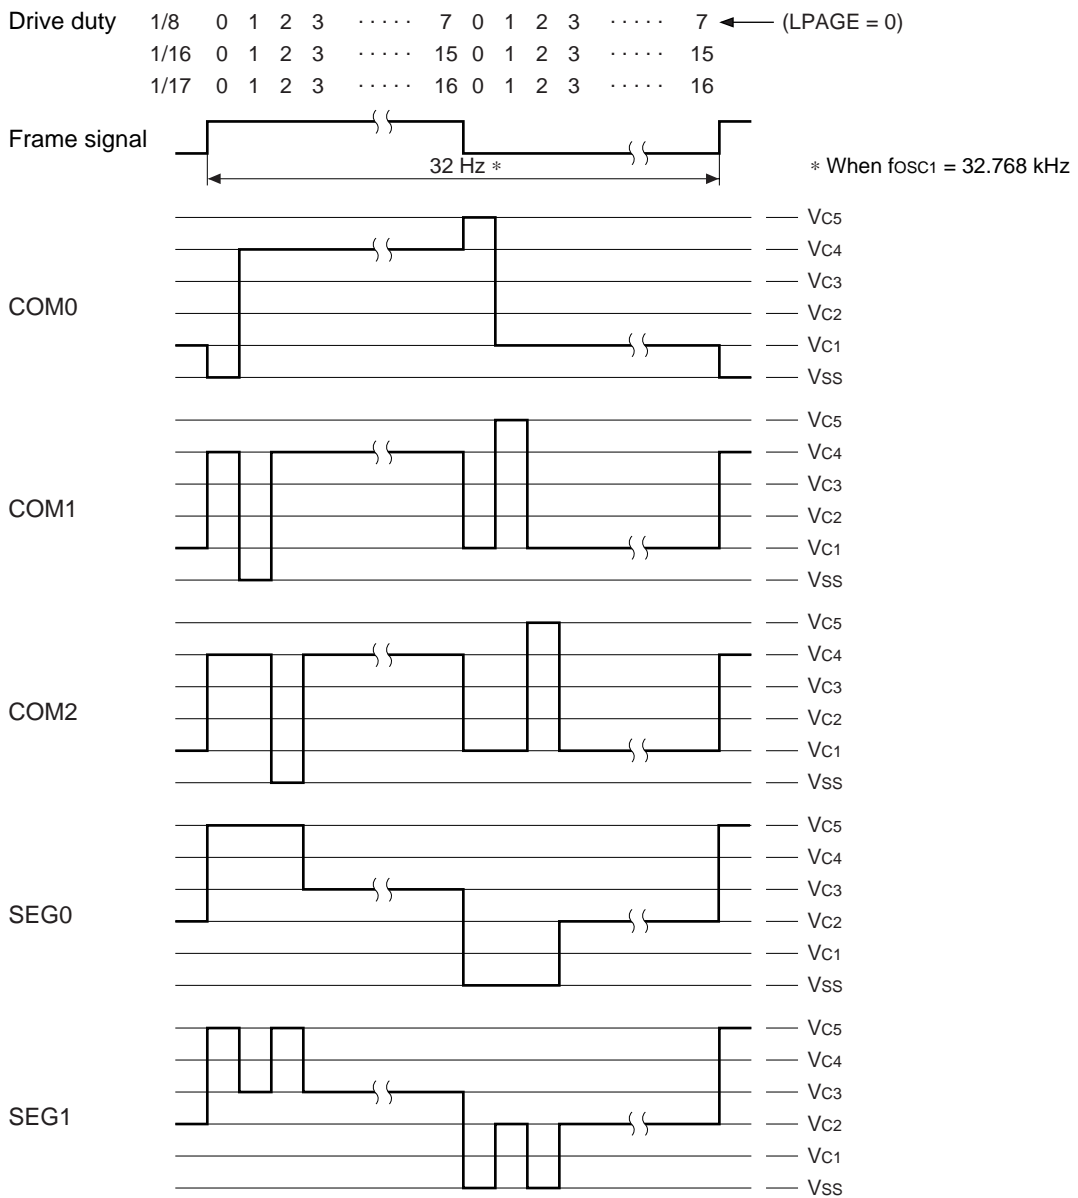 Drive duty 1/8 0 1 2 3 ····· 7 0 1 2 3 ····· 7 (LPAGE = 0)
1/16 0 1 2 3 ····· 15 0 1 2 3 ····· 15
1/17 0 1 2 3 ····· 16 0 1 2 3 ····· 16
Frame signal
32 Hz *
* When fOSC1 = 32.768 kHz
COM0
VC5
VC4
VC3
VC2
VC1
VSS
COM1
VC5
VC4
VC3
VC2
VC1
VSS
COM2
VC5
VC4
VC3
VC2
VC1
VSS
SEG0
VC5
VC4
VC3
VC2
VC1
VSS
SEG1
VC5
VC4
VC3
VC2
VC1
VSS